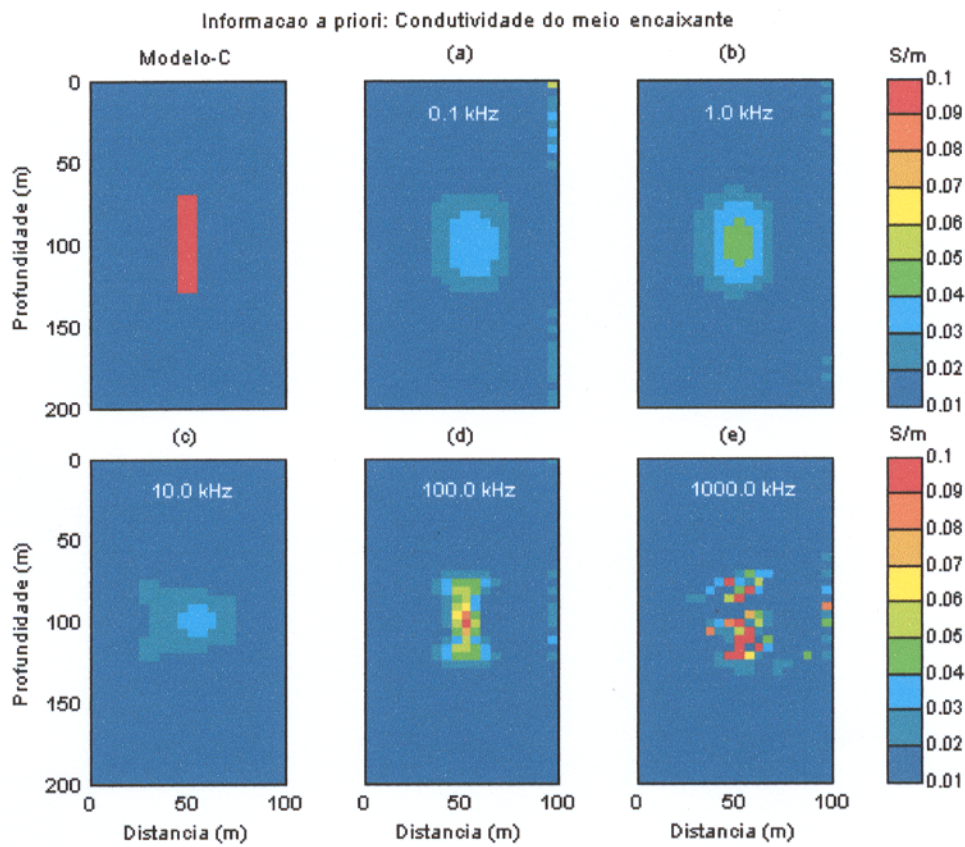 Informacao a priori: Condutividade do meio encaixante
Modelo-C
(a)
(b)
S/m
0.1 kHz
1.0 kHz
Profundidade (m)
0
50
100
150
200
0.1
0.09
0.08
0.07
0.06
0.05
0.04
0.03
0.02
0.01
(c)
(d)
(e)
S/m
10.0 kHz
100.0 kHz
1000.0 kHz
Profundidade (m)
0
50
100
150
200
0.1
0.09
0.08
0.07
0.06
0.05
0.04
0.03
0.02
0.01
0 50 100
0 50 100
0 50 100
Distancia (m)
Distancia (m)
Distancia (m)